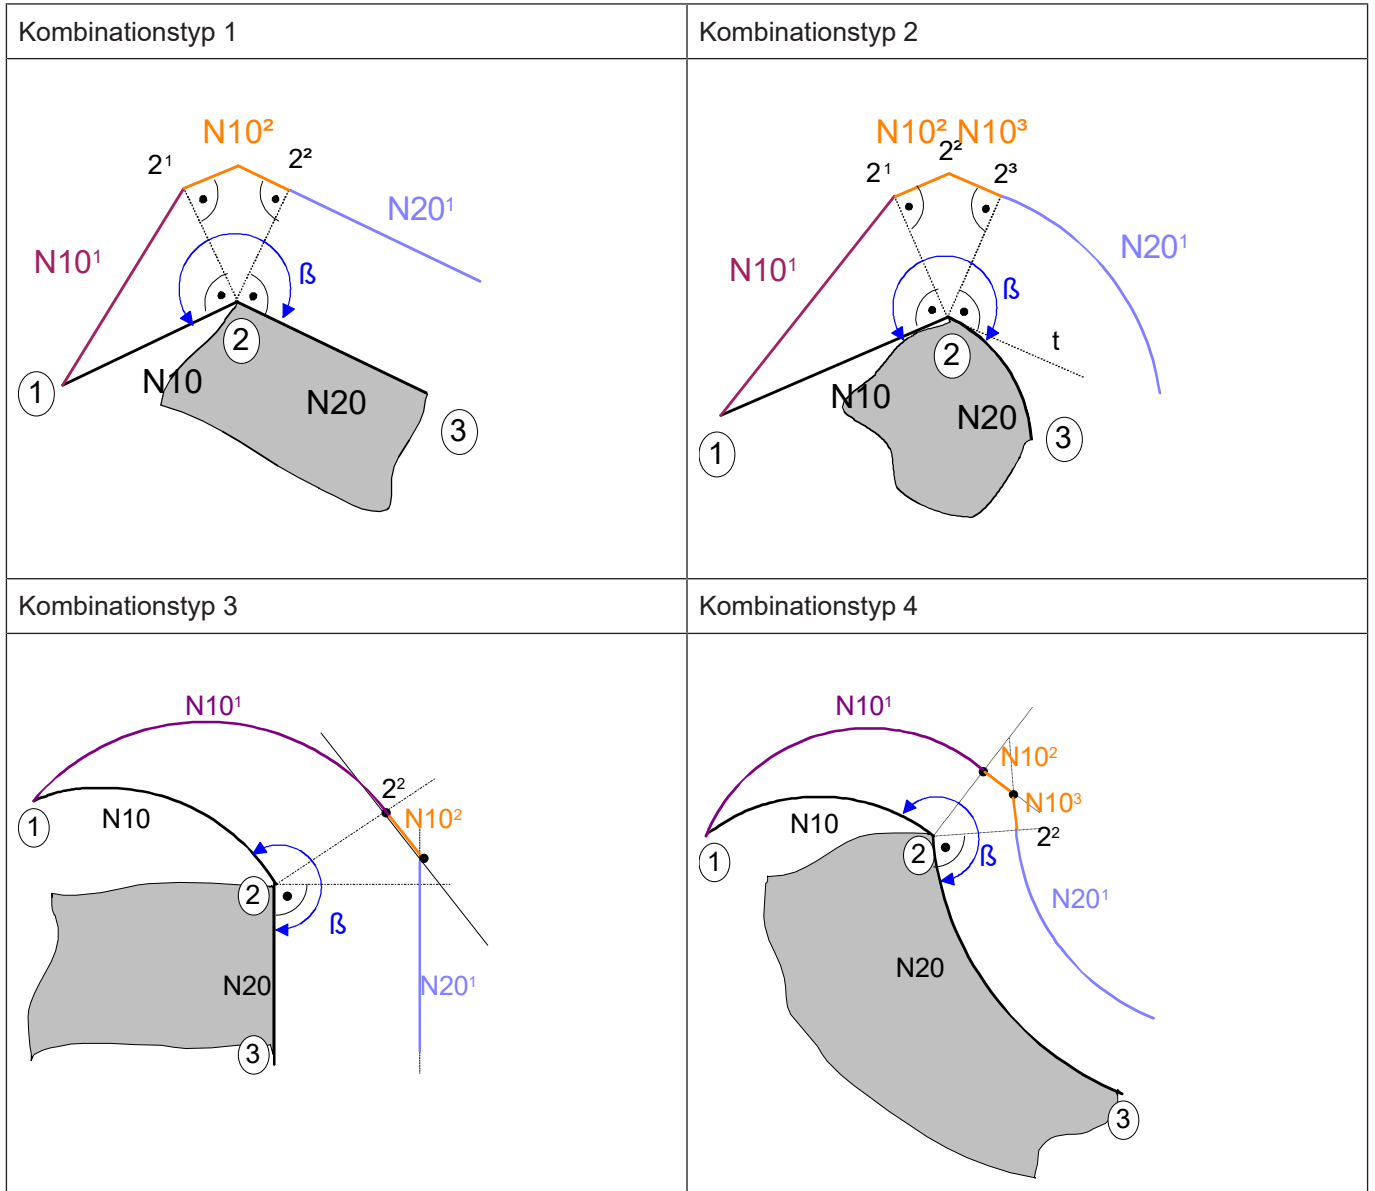 Kombinationstyp 1
N10²
2¹
2²
N20¹
N10¹
ß
2
1
N10
N20
3
Kombinationstyp 2
N10² N10³
2²
2¹
2³
N20¹
N10¹
ß
t
2
N10
N20
3
1
Kombinationstyp 3
N10¹
2²
N10²
1
N10
2
ß
N20
N20¹
3
Kombinationstyp 4
N10¹
N10²
N10³
N10
2²
1
2
ß
N20¹
N20
3